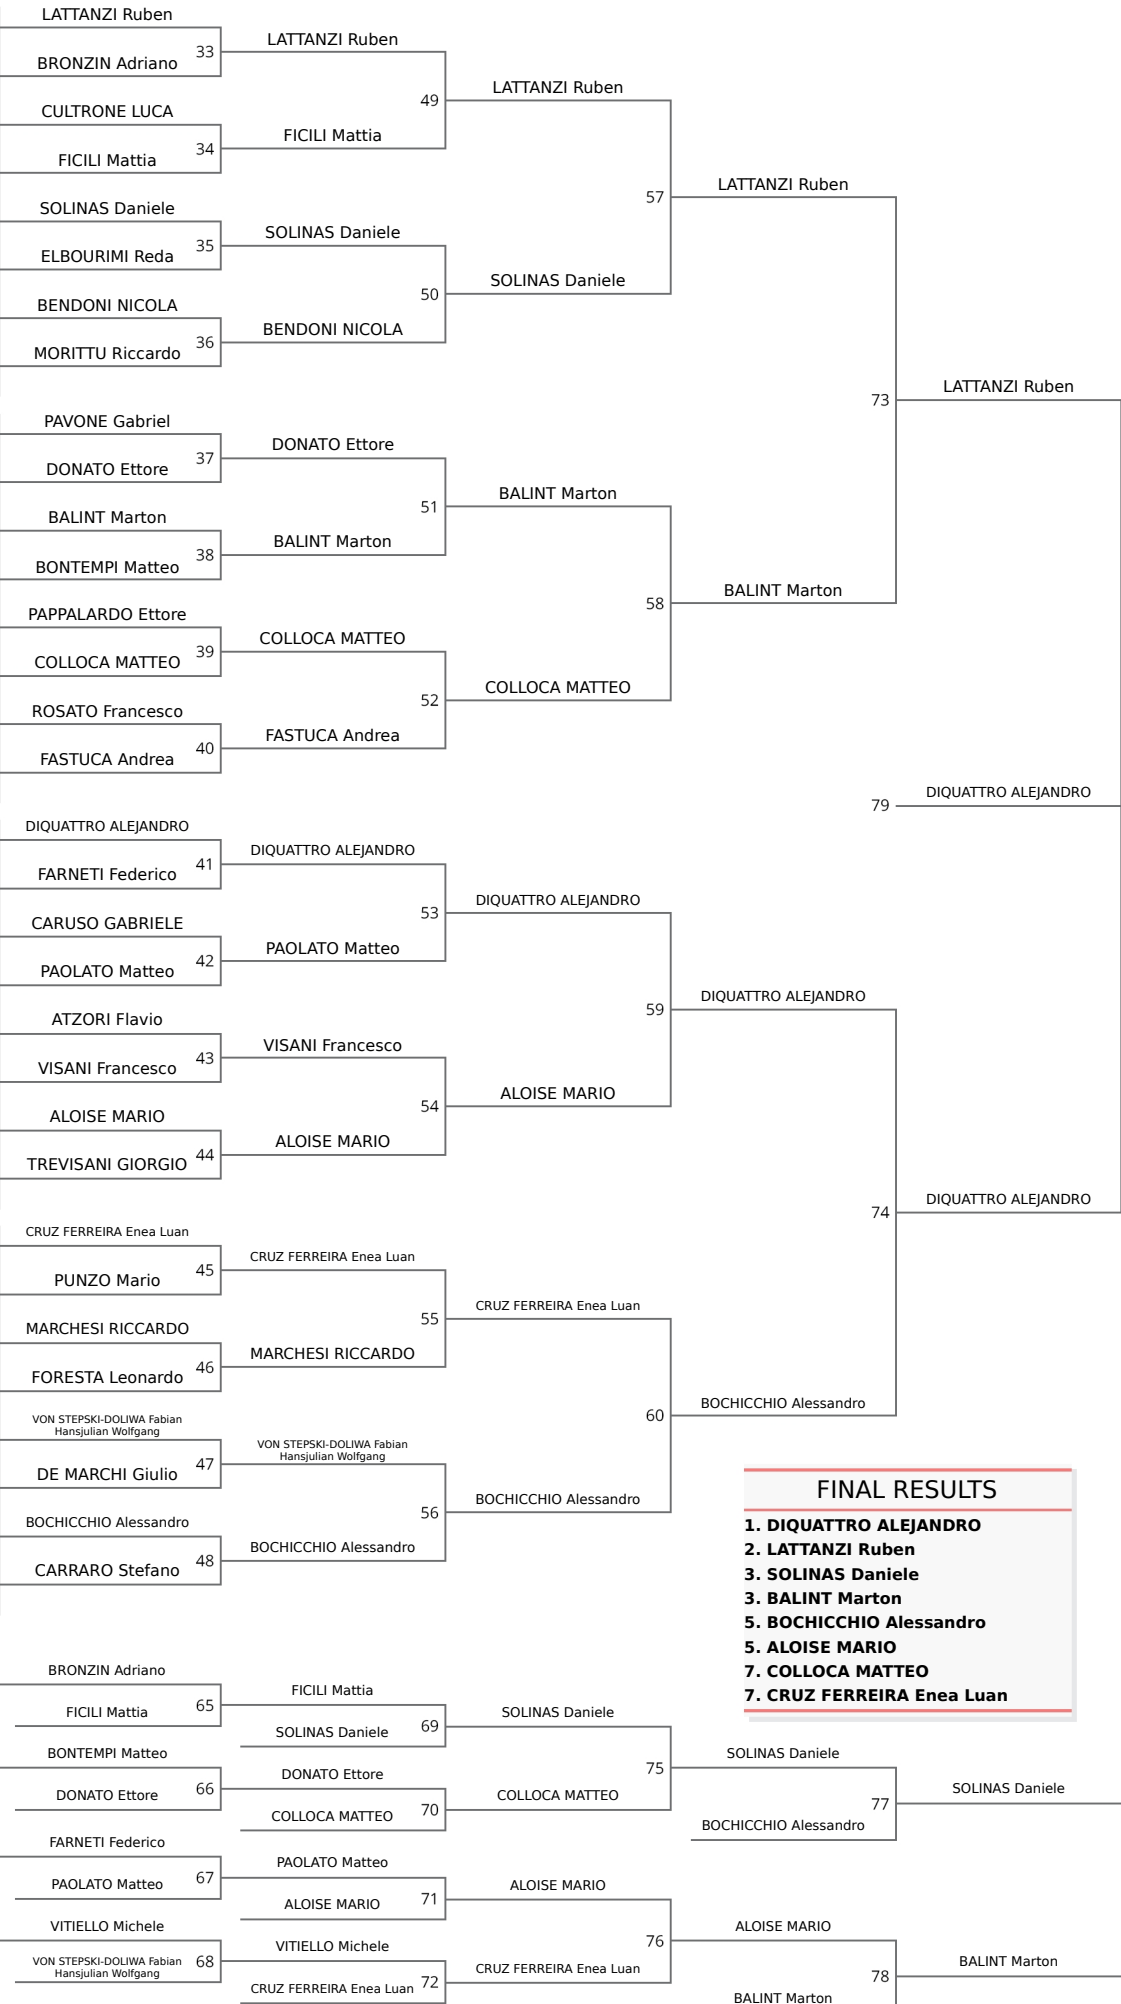 LATTANZI Ruben
33
BRONZIN Adriano
LATTANZI Ruben
49
CULTRONE LUCA
34
FICILI Mattia
FICILI Mattia
LATTANZI Ruben
57
SOLINAS Daniele
35
ELBOURIMI Reda
SOLINAS Daniele
50
BENDONI NICOLA
36
MORITTU Riccardo
BENDONI NICOLA
SOLINAS Daniele
LATTANZI Ruben
73
PAVONE Gabriel
37
DONATO Ettore
DONATO Ettore
51
BALINT Marton
38
BONTEMPI Matteo
BALINT Marton
BALINT Marton
58
PAPPALARDO Ettore
39
COLLOCA MATTEO
COLLOCA MATTEO
52
ROSATO Francesco
40
FASTUCA Andrea
FASTUCA Andrea
COLLOCA MATTEO
BALINT Marton
LATTANZI Ruben
79
DIQUATTRO ALEJANDRO
DIQUATTRO ALEJANDRO
41
FARNETI Federico
DIQUATTRO ALEJANDRO
53
CARUSO GABRIELE
42
PAOLATO Matteo
PAOLATO Matteo
DIQUATTRO ALEJANDRO
59
ATZORI Flavio
43
VISANI Francesco
VISANI Francesco
54
ALOISE MARIO
44
TREVISANI GIORGIO
ALOISE MARIO
ALOISE MARIO
DIQUATTRO ALEJANDRO
74
DIQUATTRO ALEJANDRO
CRUZ FERREIRA Enea Luan
45
PUNZO Mario
CRUZ FERREIRA Enea Luan
55
MARCHESI RICCARDO
46
FORESTA Leonardo
MARCHESI RICCARDO
CRUZ FERREIRA Enea Luan
60
VON STEPSKI-DOLIWA Fabian
Hansjulian Wolfgang
47
DE MARCHI Giulio
VON STEPSKI-DOLIWA Fabian
Hansjulian Wolfgang
56
BOCHICCHIO Alessandro
48
CARRARO Stefano
BOCHICCHIO Alessandro
BOCHICCHIO Alessandro
BOCHICCHIO Alessandro
FINAL RESULTS
1. DIQUATTRO ALEJANDRO
2. LATTANZI Ruben
3. SOLINAS Daniele
3. BALINT Marton
5. BOCHICCHIO Alessandro
5. ALOISE MARIO
7. COLLOCA MATTEO
7. CRUZ FERREIRA Enea Luan
BRONZIN Adriano
65
FICILI Mattia
FICILI Mattia
69
SOLINAS Daniele
SOLINAS Daniele
75
BONTEMPI Matteo
66
DONATO Ettore
DONATO Ettore
70
COLLOCA MATTEO
COLLOCA MATTEO
SOLINAS Daniele
77
BOCHICCHIO Alessandro
SOLINAS Daniele
FARNETI Federico
67
PAOLATO Matteo
PAOLATO Matteo
71
ALOISE MARIO
ALOISE MARIO
76
VITIELLO Michele
68
VON STEPSKI-DOLIWA Fabian
Hansjulian Wolfgang
VITIELLO Michele
72
CRUZ FERREIRA Enea Luan
CRUZ FERREIRA Enea Luan
ALOISE MARIO
78
BALINT Marton
BALINT Marton